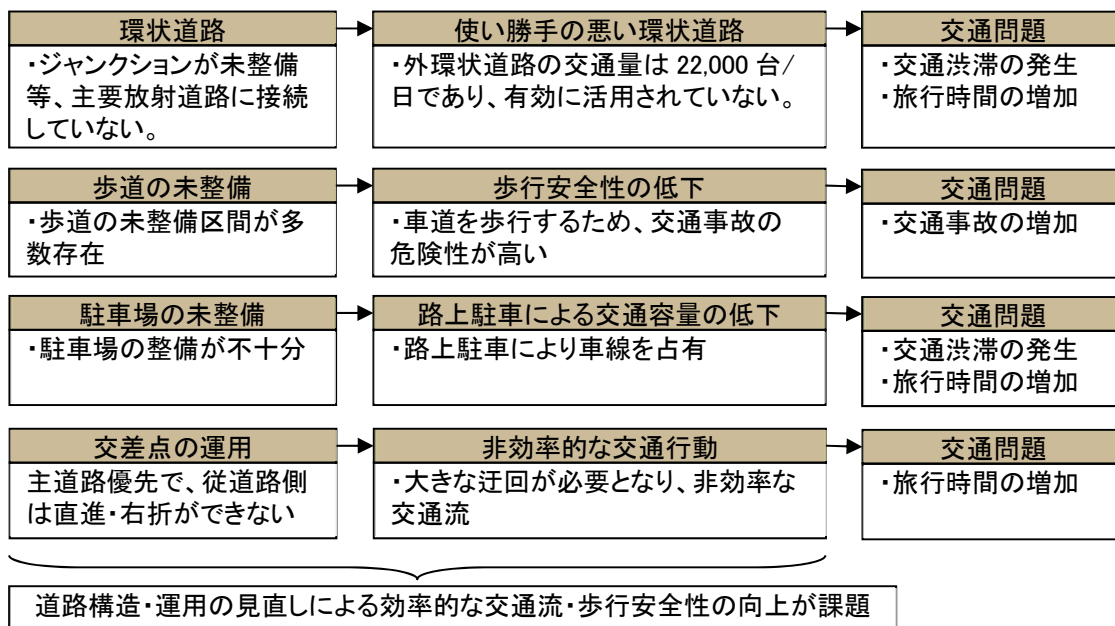 環状道路
・ジャンクションが未整備
等、主要放射道路に接続
していない。
使い勝手の悪い環状道路
・外環状道路の交通量は 22,000 台/
日であり、有効に活用されていない。
交通問題
・交通渋滞の発生
・旅行時間の増加
歩道の未整備
・歩道の未整備区間が多
数存在
歩行安全性の低下
・車道を歩行するため、交通事故の
危険性が高い
交通問題
・交通事故の増加
駐車場の未整備
・駐車場の整備が不十分
路上駐車による交通容量の低下
・路上駐車により車線を占有
交通問題
・交通渋滞の発生
・旅行時間の増加
交差点の運用
主道路優先で、従道路側
は直進・右折ができない
非効率的な交通行動
・大きな迂回が必要となり、非効率な
交通流
交通問題
・旅行時間の増加
道路構造・運用の見直しによる効率的な交通流・歩行安全性の向上が課題